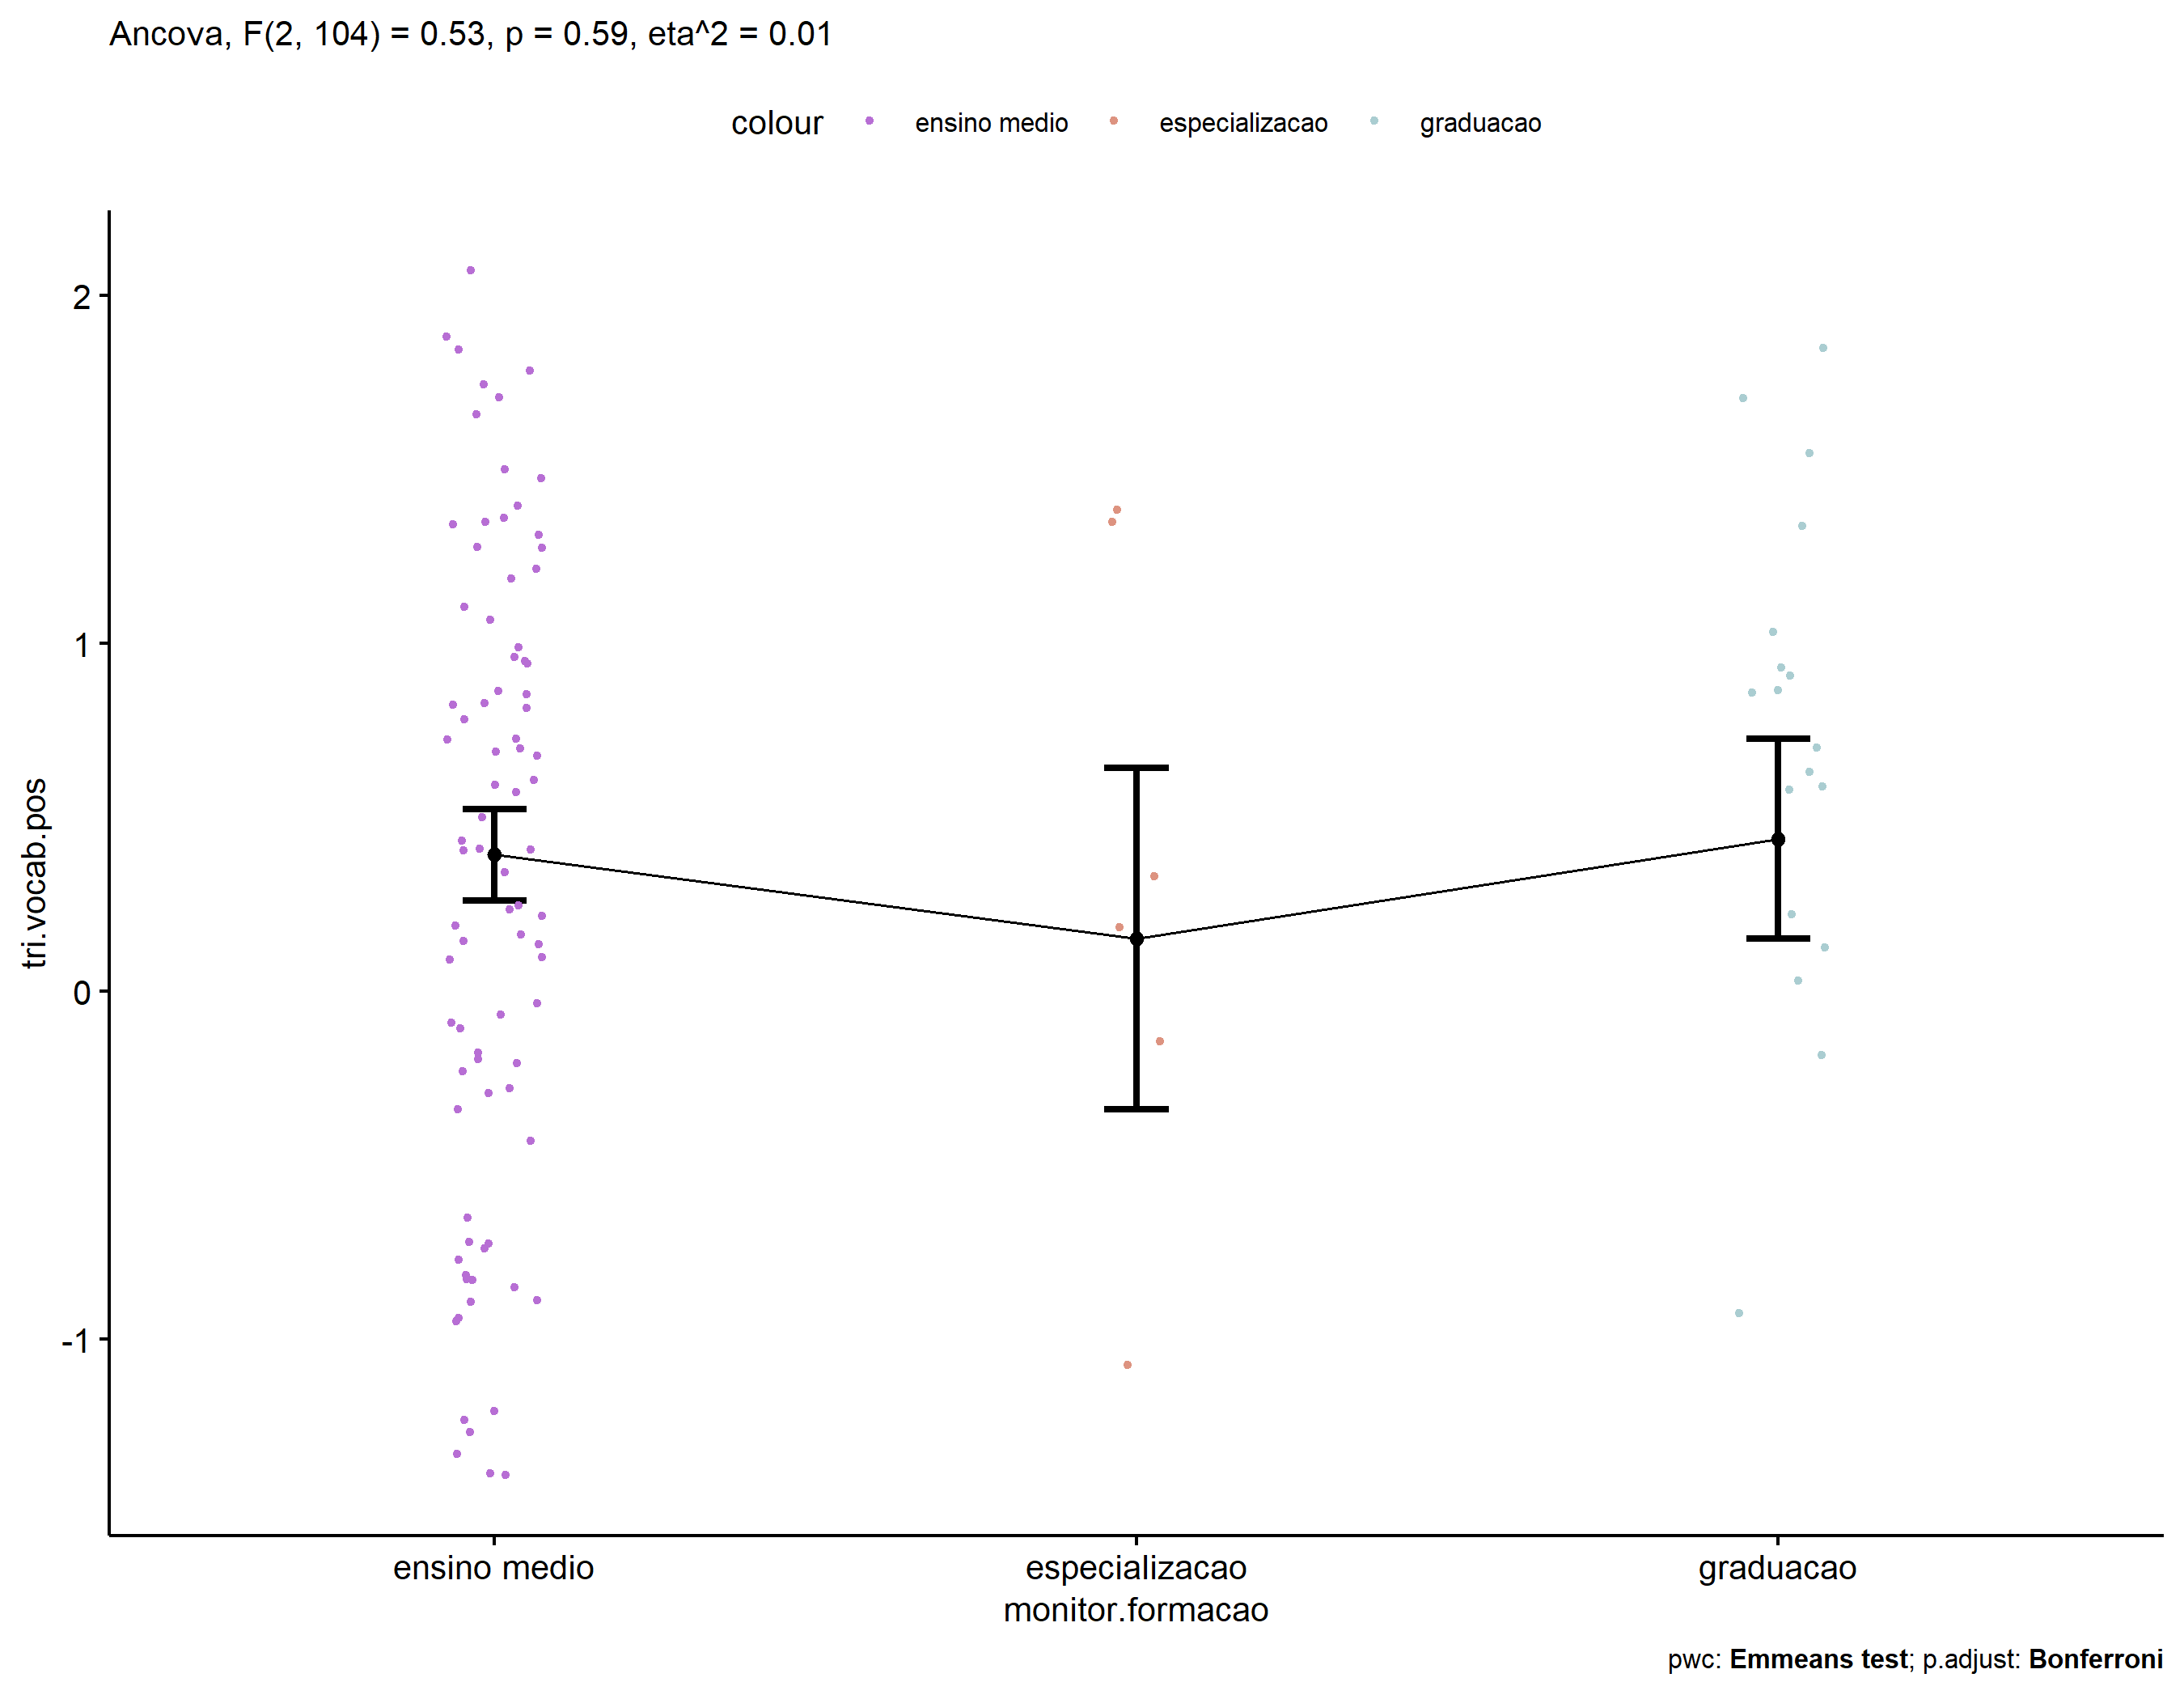 Ancova, F(2, 104) = 0.53, p = 0.59, eta^2 = 0.01
colour ensino medio especializacao graduacao
2
1
0
-1
tri.vocab.pos
ensino medio especializacao graduacao
monitor.formacao
pwc: Emmeans test; p.adjust: Bonferroni